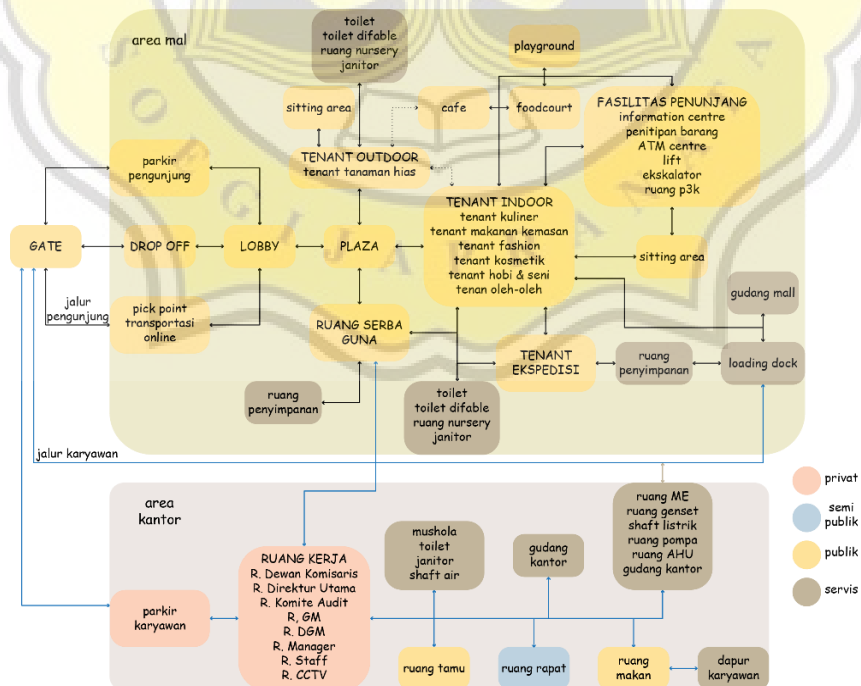 area mal
toilet
toilet difable
ruang nursery
janitor
playground
sitting area
cafe
foodcourt
FASILITAS PENUNJANG
information centre
penitipan barang
ATM centre
lift
ekskalator
ruang p3k
parkir
pengunjung
TENANT OUTDOOR
tenant tanaman hias
TENANT INDOOR
tenant kuliner
tenant makanan kemasan
tenant fashion
tenant kosmetik
tenant hobi & seni
tenan oleh-oleh
GATE
DROP OFF
LOBBY
PLAZA
sitting area
jalur
pengunjung
pick point
transportasi
online
RUANG SERBA
GUNA
gudang mall
TENANT
EKSPEDISI
ruang
penyimpanan
loading dock
ruang
penyimpanan
toilet
toilet difable
ruang nursery
janitor
jalur karyawan
area
kantor
RUANG KERJA
R. Dewan Komisaris
R. Direktur Utama
R. Komite Audit
R, GM
R. DGM
R. Manager
R. Staff
R. CCTV
parkir
karyawan
mushola
toilet
janitor
shaft air
gudang
kantor
ruang ME
ruang genset
shaft listrik
ruang pompa
ruang AHU
gudang kantor
ruang tamu
ruang rapat
ruang
makan
dapur
karyawan
privat
semi
publik
publik
servis
SOEGIJAPRANATA